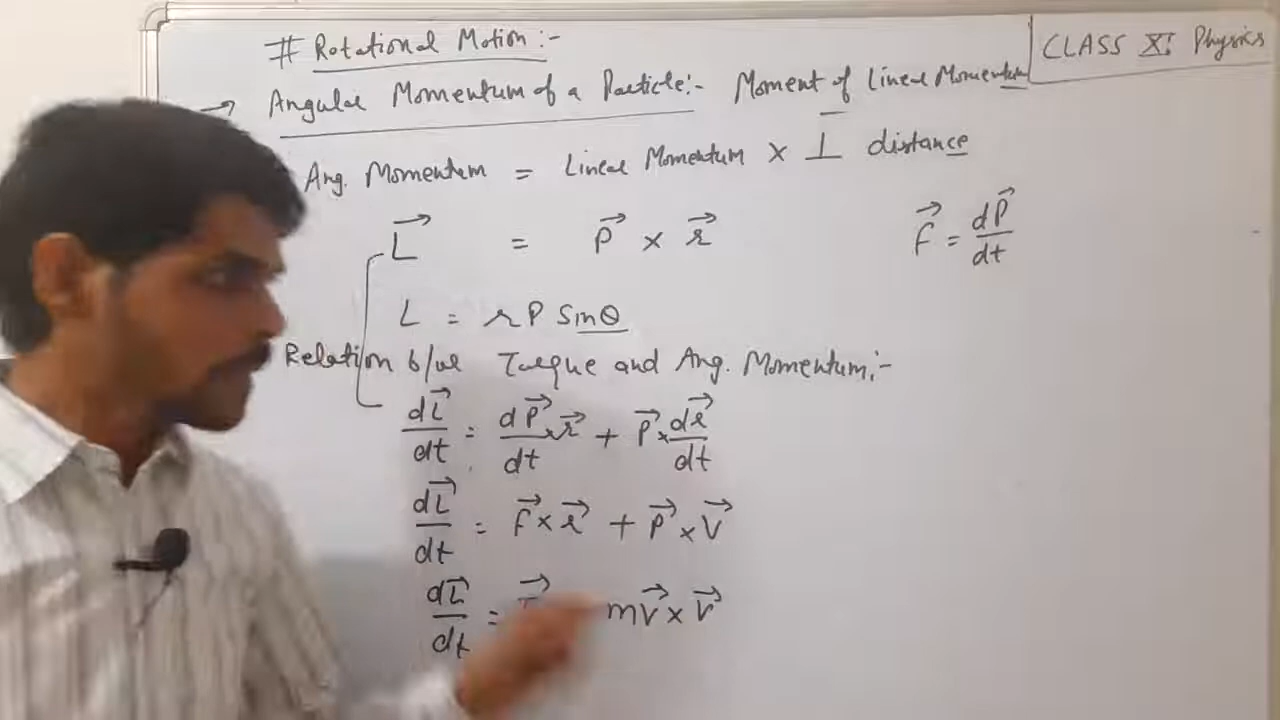 # Rotational Motion:-
CLASS XI Physics
→ Angular Momentum of a Particle:- Moment of Linear Momentum
Ang. Momentum = Linear Momentum × ⊥ distance
L⃗ = P⃗ × r⃗
F⃗ = dP⃗/dt
L = rP Sinθ
Relation b/w Torque and Ang. Momentum:-
dL⃗/dt = dP⃗/dt × r⃗ + P⃗ × dr⃗/dt
dL⃗/dt = F⃗ × r⃗ + P⃗ × V⃗
dL⃗/dt = mV⃗ × V⃗